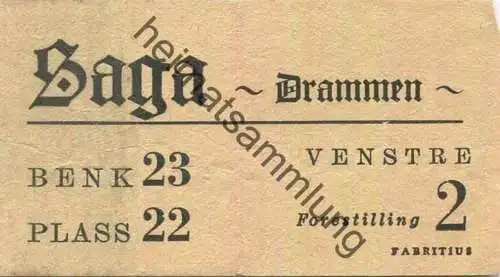 Saga ~ Drammen ~
BENK 23 VENSTRE
PLASS 22 Forestilling 2
FABRITIUS
heimatsammlung